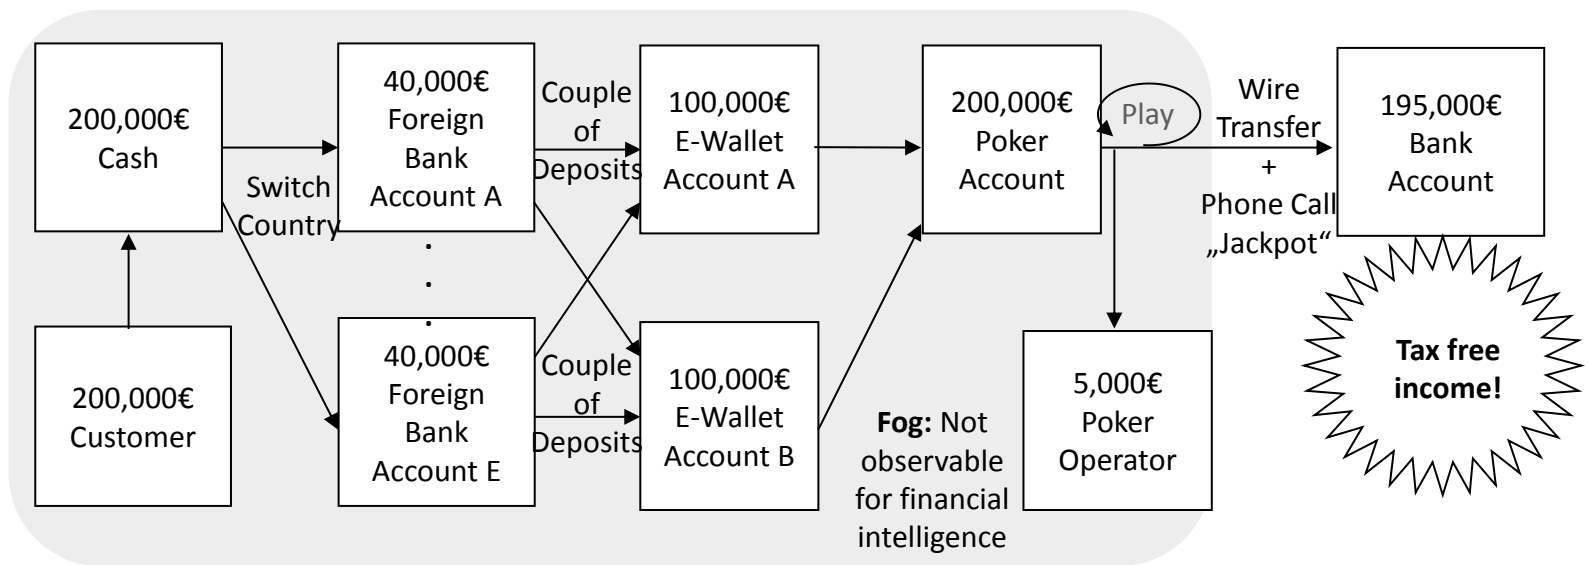 200,000€
Cash
200,000€
Customer
Switch
Country
40,000€
Foreign
Bank
Account A
.
.
.
40,000€
Foreign
Bank
Account E
Couple
of
Deposits
Couple
of
Deposits
100,000€
E-Wallet
Account A
100,000€
E-Wallet
Account B
200,000€
Poker
Account
Play
Fog: Not
observable
for financial
intelligence
5,000€
Poker
Operator
Wire
Transfer
+
Phone Call
„Jackpot“
195,000€
Bank
Account
Tax free
income!